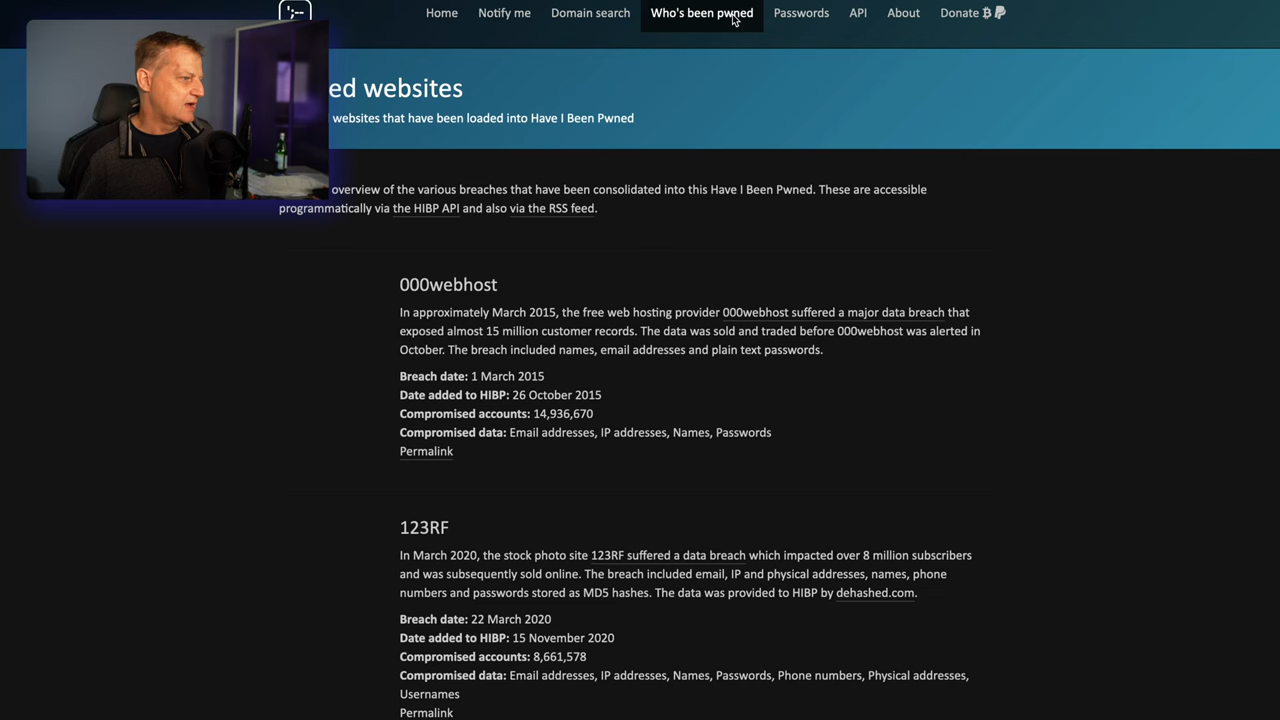 Home Notify me Domain search Who's been pwned Passwords API About Donate
ed websites
websites that have been loaded into Have I Been Pwned
overview of the various breaches that have been consolidated into this Have I Been Pwned. These are accessible
programmatically via the HIBP API and also via the RSS feed.
000webhost
In approximately March 2015, the free web hosting provider 000webhost suffered a major data breach that
exposed almost 15 million customer records. The data was sold and traded before 000webhost was alerted in
October. The breach included names, email addresses and plain text passwords.
Breach date: 1 March 2015
Date added to HIBP: 26 October 2015
Compromised accounts: 14,936,670
Compromised data: Email addresses, IP addresses, Names, Passwords
Permalink
123RF
In March 2020, the stock photo site 123RF suffered a data breach which impacted over 8 million subscribers
and was subsequently sold online. The breach included email, IP and physical addresses, names, phone
numbers and passwords stored as MD5 hashes. The data was provided to HIBP by dehashed.com.
Breach date: 22 March 2020
Date added to HIBP: 15 November 2020
Compromised accounts: 8,661,578
Compromised data: Email addresses, IP addresses, Names, Passwords, Phone numbers, Physical addresses,
Usernames
Permalink